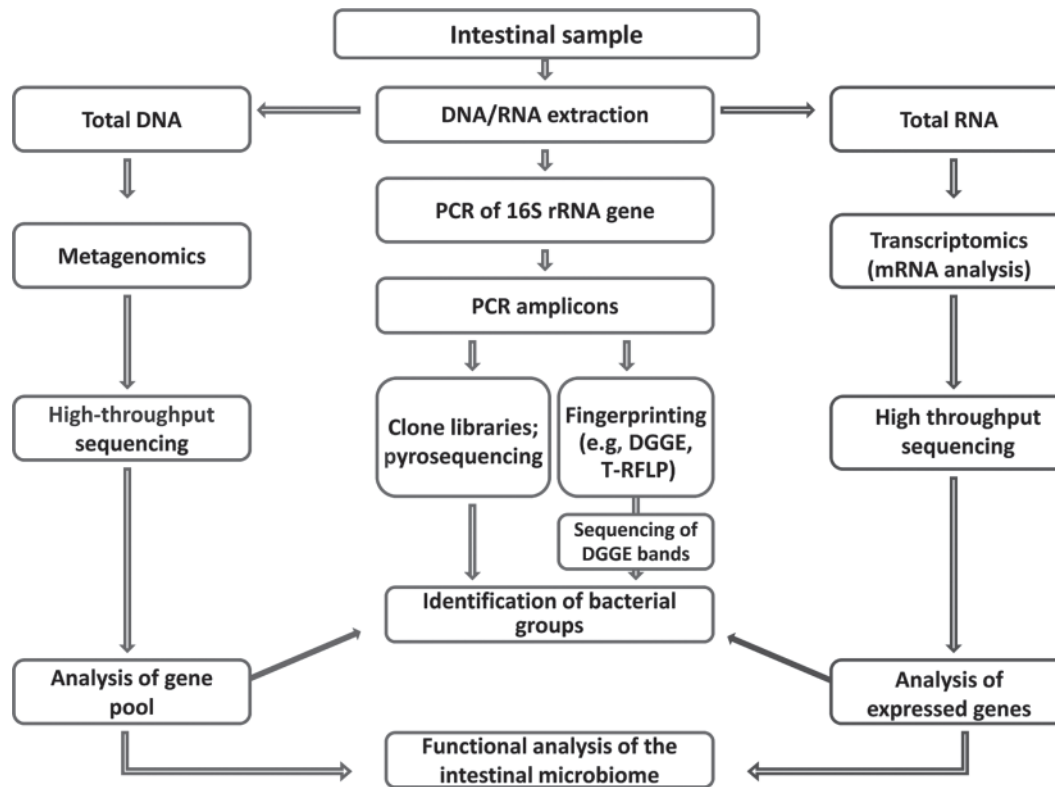 Intestinal sample
Total DNA
DNA/RNA extraction
Total RNA
PCR of 16S rRNA gene
Metagenomics
Transcriptomics
(mRNA analysis)
PCR amplicons
High-throughput
sequencing
Clone libraries;
pyrosequencing
Fingerprinting
(e.g, DGGE,
T-RFLP)
High throughput
sequencing
Sequencing of
DGGE bands
Identification of bacterial
groups
Analysis of gene
pool
Analysis of
expressed genes
Functional analysis of the
intestinal microbiome